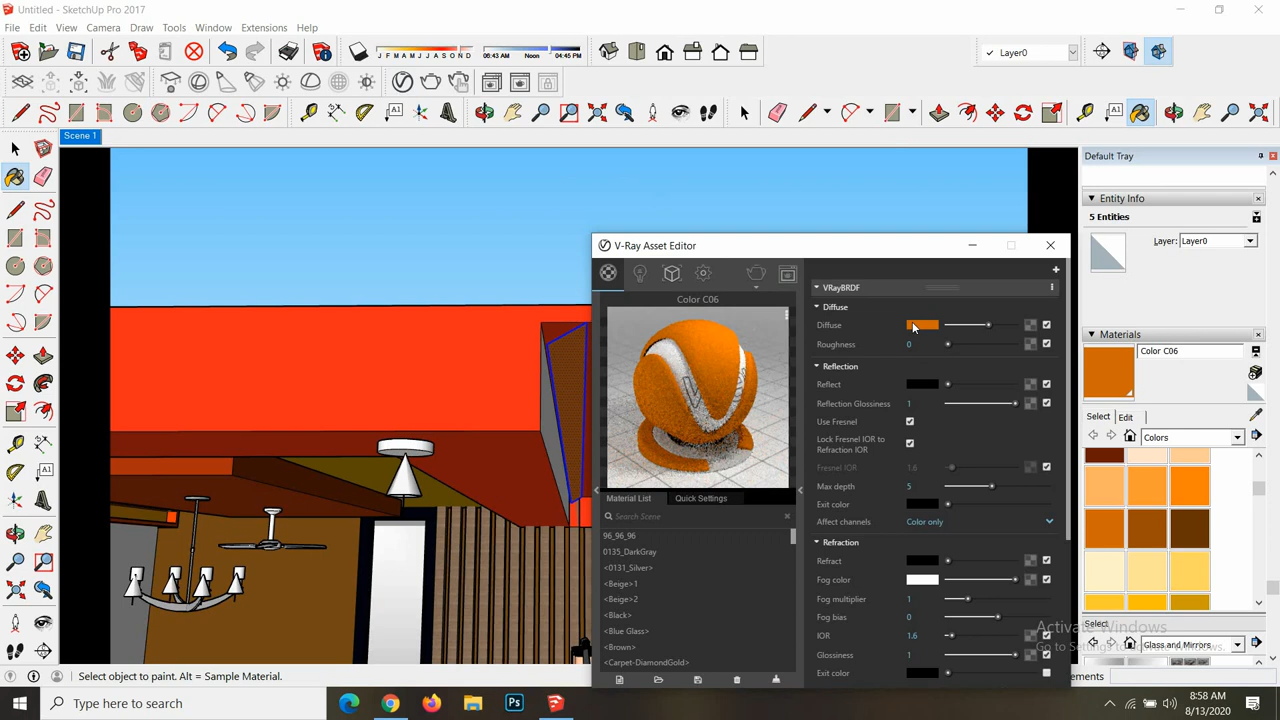 Untitled - SketchUp Pro 2017
File Edit View Camera Draw Tools Window Extensions Help
06:43 AM Noon 04:45 PM
Layer0
A1
A1
Scene 1
Default Tray
Entity Info
5 Entities
Layer: Layer0
V-Ray Asset Editor
Color C06
VRayBRDF
Diffuse
Diffuse
Roughness 0
Reflection
Reflect
Reflection Glossiness 1
Use Fresnel
Lock Fresnel IOR to
Refraction IOR
Fresnel IOR 1.6
Max depth 5
Exit color
Affect channels Color only
Refraction
Refract
Fog color
Fog multiplier 1
Fog bias 0
IOR 1.6
Glossiness 1
Exit color
Material List Quick Settings
Search Scene
96_96_96
0135_DarkGray
<0131_Silver>
<Beige>1
<Beige>2
<Black>
<Blue Glass>
<Brown>
<Carpet-DiamondGold>
Materials
Color C06
Select Edit
Colors
Select
Glass and Mirrors
Activate Windows
Go to Settings to activate Windows.
A1
Select object to paint. Alt = Sample Material.
Type here to search
Ps
8:58 AM
8/13/2020